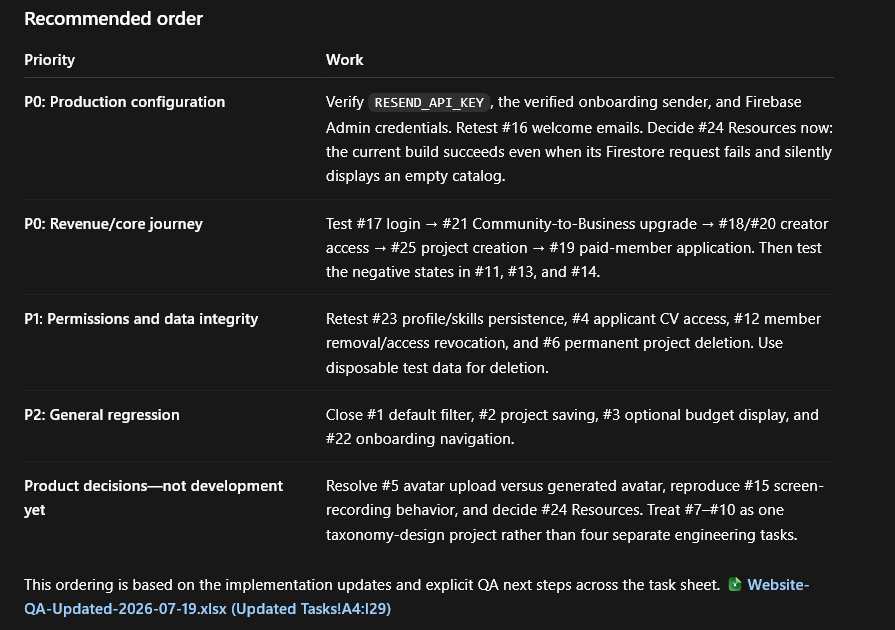 Recommended order
Priority Work
P0: Production configuration Verify RESEND_API_KEY, the verified onboarding sender, and Firebase
Admin credentials. Retest #16 welcome emails. Decide #24 Resources now:
the current build succeeds even when its Firestore request fails and silently
displays an empty catalog.
P0: Revenue/core journey Test #17 login → #21 Community-to-Business upgrade → #18/#20 creator
access → #25 project creation → #19 paid-member application. Then test
the negative states in #11, #13, and #14.
P1: Permissions and data integrity Retest #23 profile/skills persistence, #4 applicant CV access, #12 member
removal/access revocation, and #6 permanent project deletion. Use
disposable test data for deletion.
P2: General regression Close #1 default filter, #2 project saving, #3 optional budget display, and
#22 onboarding navigation.
Product decisions—not development
yet
Resolve #5 avatar upload versus generated avatar, reproduce #15 screen-
recording behavior, and decide #24 Resources. Treat #7–#10 as one
taxonomy-design project rather than four separate engineering tasks.
This ordering is based on the implementation updates and explicit QA next steps across the task sheet. Website-
QA-Updated-2026-07-19.xlsx (Updated Tasks!A4:I29)